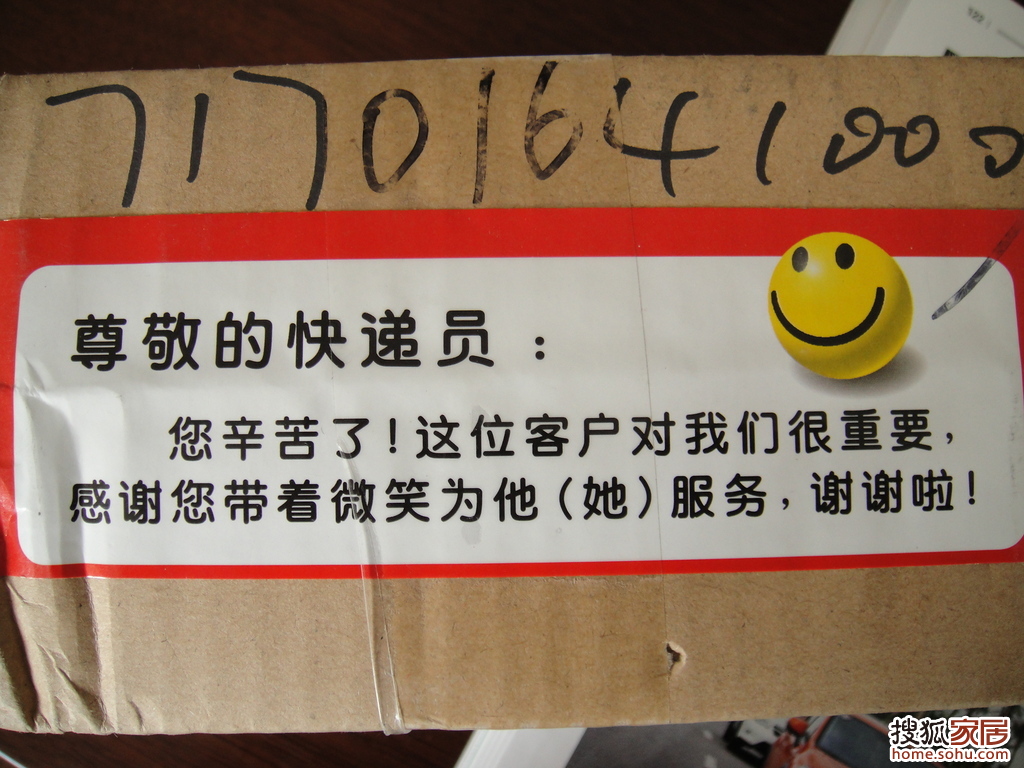 71701641000
尊敬的快递员：
您辛苦了!这位客户对我们很重要,
感谢您带着微笑为他(她)服务,谢谢啦!
搜狐家居
home.sohu.com